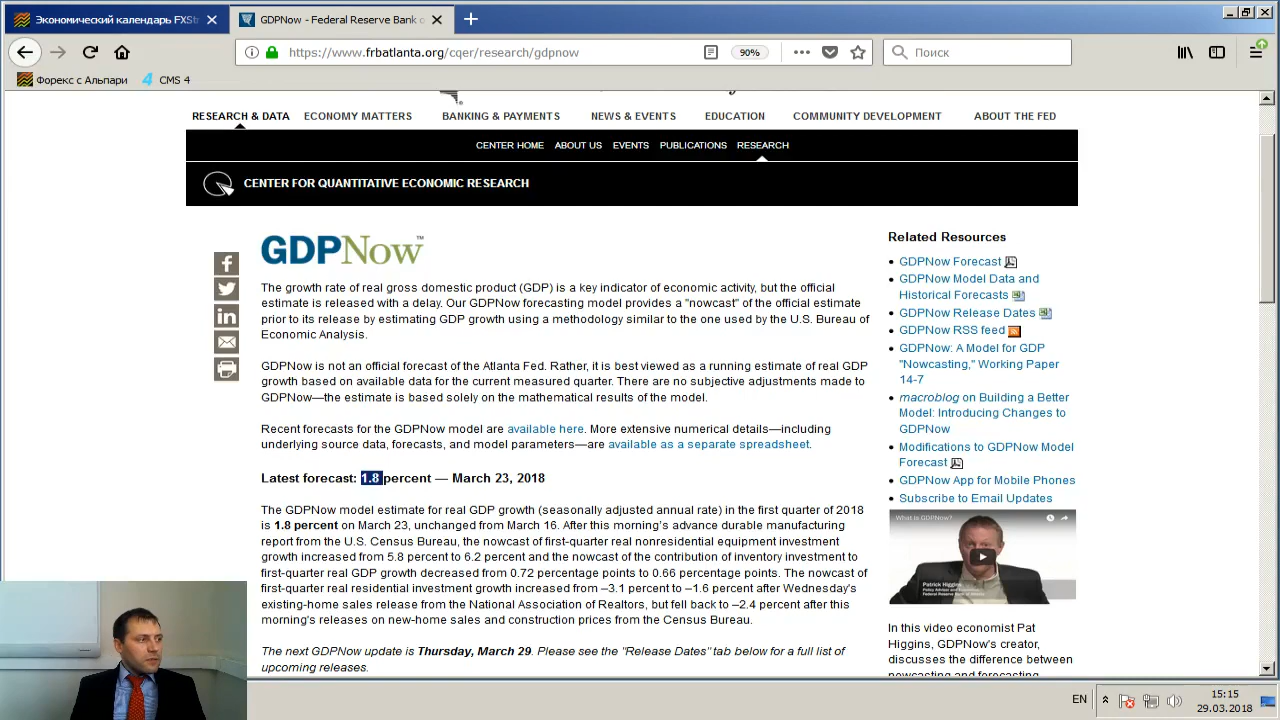 Экономический календарь FXSt
GDPNow - Federal Reserve Bank o
https://www.frbatlanta.org/cqer/research/gdpnow
90%
Поиск
Форекс с Альпари
CMS 4
RESEARCH & DATA
ECONOMY MATTERS
BANKING & PAYMENTS
NEWS & EVENTS
EDUCATION
COMMUNITY DEVELOPMENT
ABOUT THE FED
CENTER HOME
ABOUT US
EVENTS
PUBLICATIONS
RESEARCH
CENTER FOR QUANTITATIVE ECONOMIC RESEARCH
GDPNow™
The growth rate of real gross domestic product (GDP) is a key indicator of economic activity, but the official
estimate is released with a delay. Our GDPNow forecasting model provides a "nowcast" of the official estimate
prior to its release by estimating GDP growth using a methodology similar to the one used by the U.S. Bureau of
Economic Analysis.
GDPNow is not an official forecast of the Atlanta Fed. Rather, it is best viewed as a running estimate of real GDP
growth based on available data for the current measured quarter. There are no subjective adjustments made to
GDPNow—the estimate is based solely on the mathematical results of the model.
Recent forecasts for the GDPNow model are available here. More extensive numerical details—including
underlying source data, forecasts, and model parameters—are available as a separate spreadsheet.
Latest forecast: 1.8 percent — March 23, 2018
The GDPNow model estimate for real GDP growth (seasonally adjusted annual rate) in the first quarter of 2018
is 1.8 percent on March 23, unchanged from March 16. After this morning's advance durable manufacturing
report from the U.S. Census Bureau, the nowcast of first-quarter real nonresidential equipment investment
growth increased from 5.8 percent to 6.2 percent and the nowcast of the contribution of inventory investment to
first-quarter real GDP growth decreased from 0.72 percentage points to 0.66 percentage points. The nowcast of
first-quarter real residential investment growth increased from –3.1 percent to –1.6 percent after Wednesday's
existing-home sales release from the National Association of Realtors, but fell back to –2.4 percent after this
morning's releases on new-home sales and construction prices from the Census Bureau.
The next GDPNow update is Thursday, March 29. Please see the "Release Dates" tab below for a full list of
upcoming releases.
Related Resources
GDPNow Forecast
GDPNow Model Data and
Historical Forecasts
GDPNow Release Dates
GDPNow RSS feed
GDPNow: A Model for GDP
"Nowcasting," Working Paper
14-7
macroblog on Building a Better
Model: Introducing Changes to
GDPNow
Modifications to GDPNow Model
Forecast
GDPNow App for Mobile Phones
Subscribe to Email Updates
What is GDPNow?
Patrick Higgins
In this video economist Pat
Higgins, GDPNow's creator,
discusses the difference between
nowcasting and forecasting
EN
15:15
29.03.2018